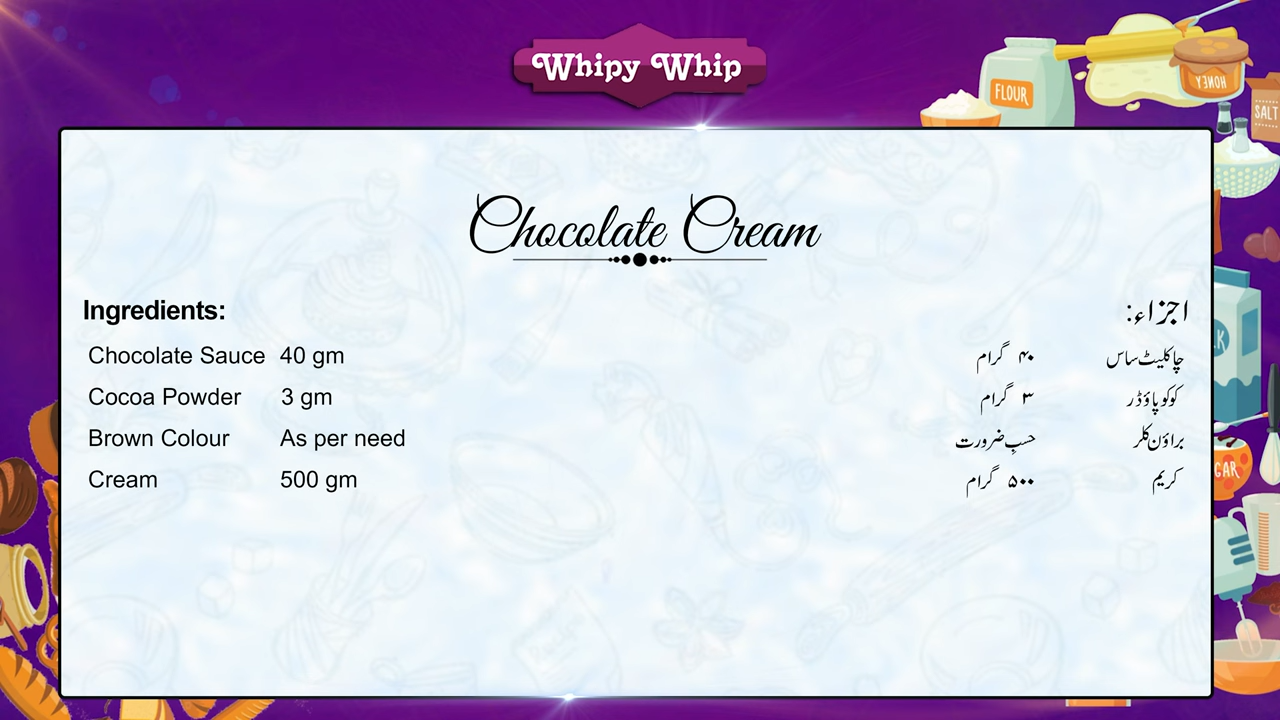 Whipy Whip
FLOUR
HONEY
SALT
Chocolate Cream
Ingredients: اجزاء:
Chocolate Sauce 40 gm چاکلیٹ ساس ۴۰ گرام
Cocoa Powder 3 gm کوکو پاؤڈر ۳ گرام
Brown Colour As per need براؤن کلر حسبِ ضرورت
Cream 500 gm کریم ۵۰۰ گرام
K
GAR